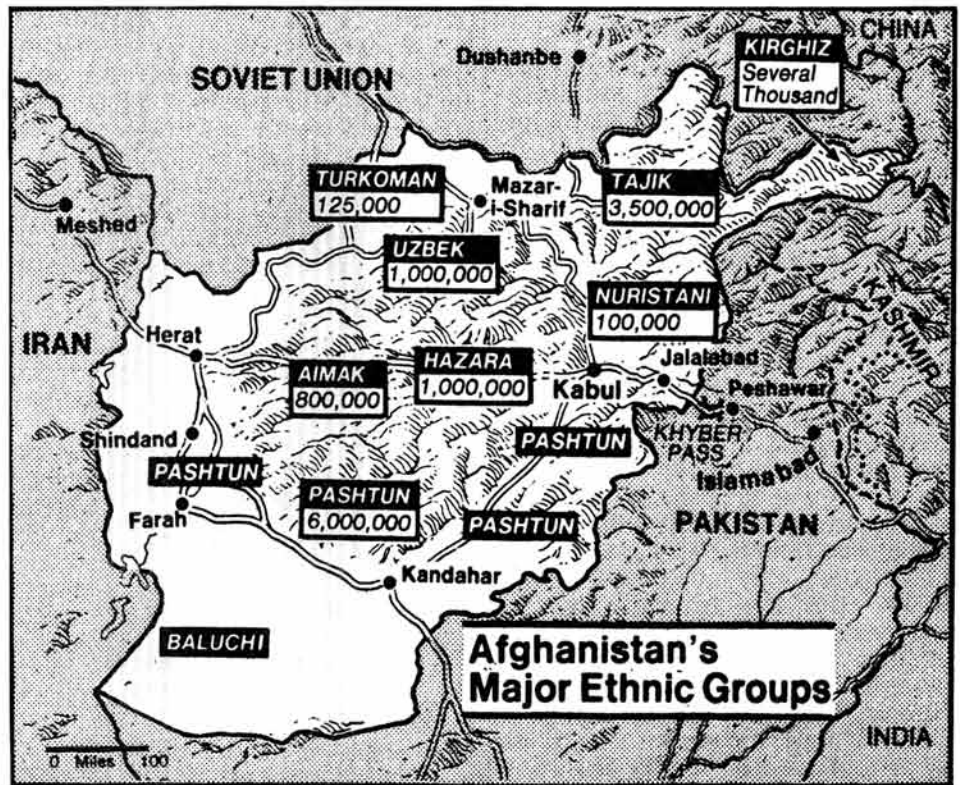 CHINA
KIRGHIZ
Several
Thousand
Dushanbe
SOVIET UNION
TURKOMAN
125,000
Mazar-
i-Sharif
TAJIK
3,500,000
Meshed
UZBEK
1,000,000
NURISTANI
100,000
KASHMIR
IRAN
Herat
AIMAK
800,000
HAZARA
1,000,000
Kabul
Jalalabad
Peshawar
KHYBER
PASS
Islamabad
Shindand
PASHTUN
PASHTUN
Farah
PASHTUN
6,000,000
PASHTUN
PAKISTAN
Kandahar
BALUCHI
Afghanistan's
Major Ethnic Groups
INDIA
0 Miles 100